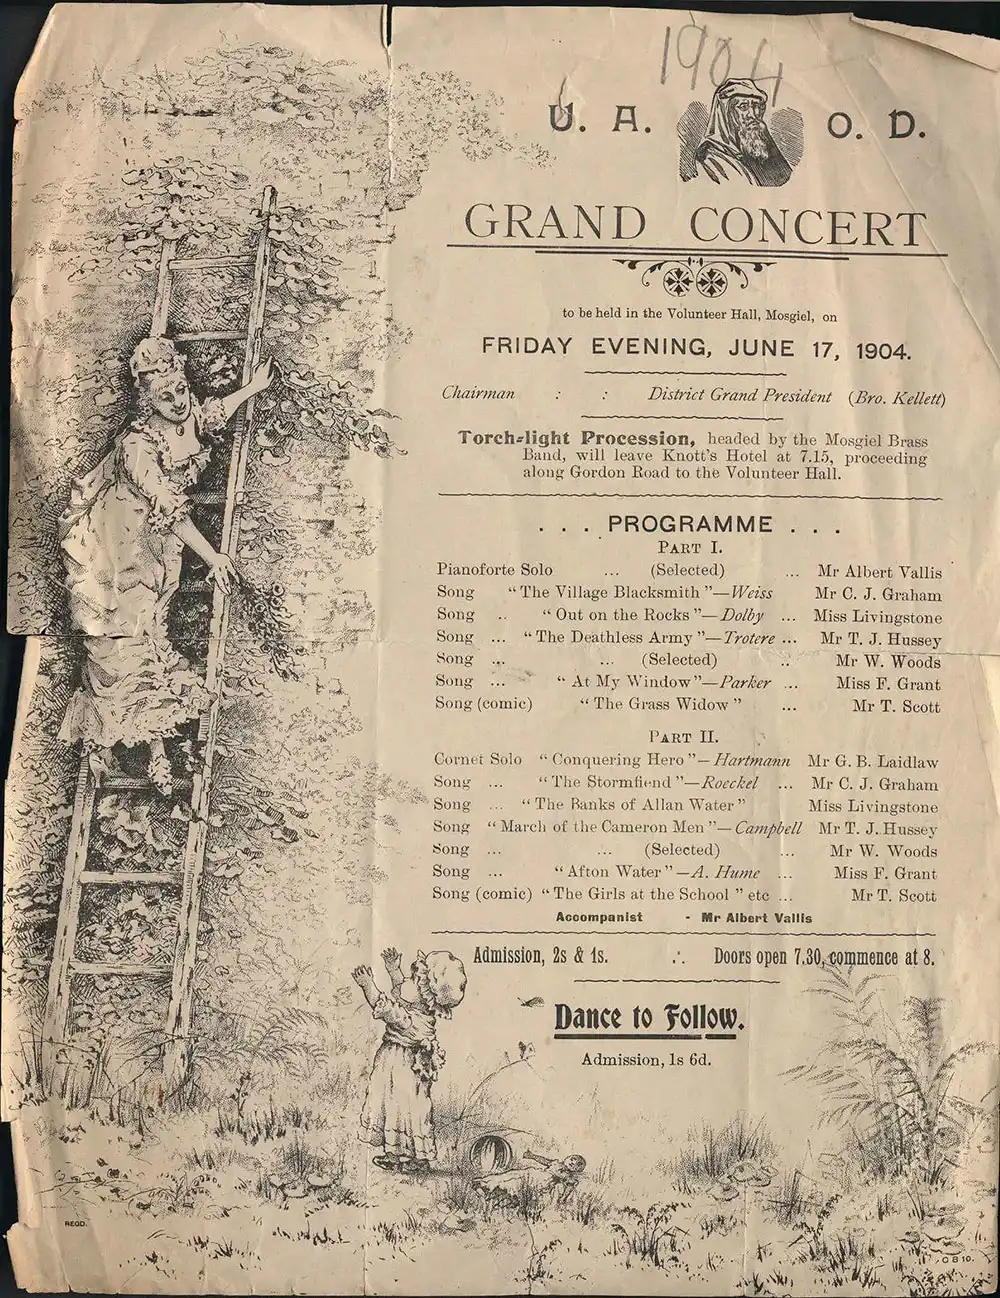 1904
U. A. O. D.
GRAND CONCERT
to be held in the Volunteer Hall, Mosgiel, on
FRIDAY EVENING, JUNE 17, 1904.
Chairman : : District Grand President (Bro. Kellett)
Torch-light Procession, headed by the Mosgiel Brass
Band, will leave Knott's Hotel at 7.15, proceeding
along Gordon Road to the Volunteer Hall.
. . . PROGRAMME . . .
PART I.
Pianoforte Solo ... (Selected) ... Mr Albert Vallis
Song "The Village Blacksmith"—Weiss Mr C. J. Graham
Song .. "Out on the Rocks"—Dolby ... Miss Livingstone
Song ... "The Deathless Army"—Trotere ... Mr T. J. Hussey
Song ... ... (Selected) .. Mr W. Woods
Song ... "At My Window"—Parker ... Miss F. Grant
Song (comic) "The Grass Widow" ... Mr T. Scott
PART II.
Cornet Solo "Conquering Hero"—Hartmann Mr G. B. Laidlaw
Song ... "The Stormfiend"—Roeckel ... Mr C. J. Graham
Song ... "The Banks of Allan Water" Miss Livingstone
Song "March of the Cameron Men"—Campbell Mr T. J. Hussey
Song ... ... (Selected) ... Mr W. Woods
Song ... "Afton Water"—A. Hume ... Miss F. Grant
Song (comic) "The Girls at the School" etc ... Mr T. Scott
Accompanist - Mr Albert Vallis
Admission, 2s & 1s. .·. Doors open 7.30, commence at 8.
Dance to Follow.
Admission, 1s 6d.
REGD.